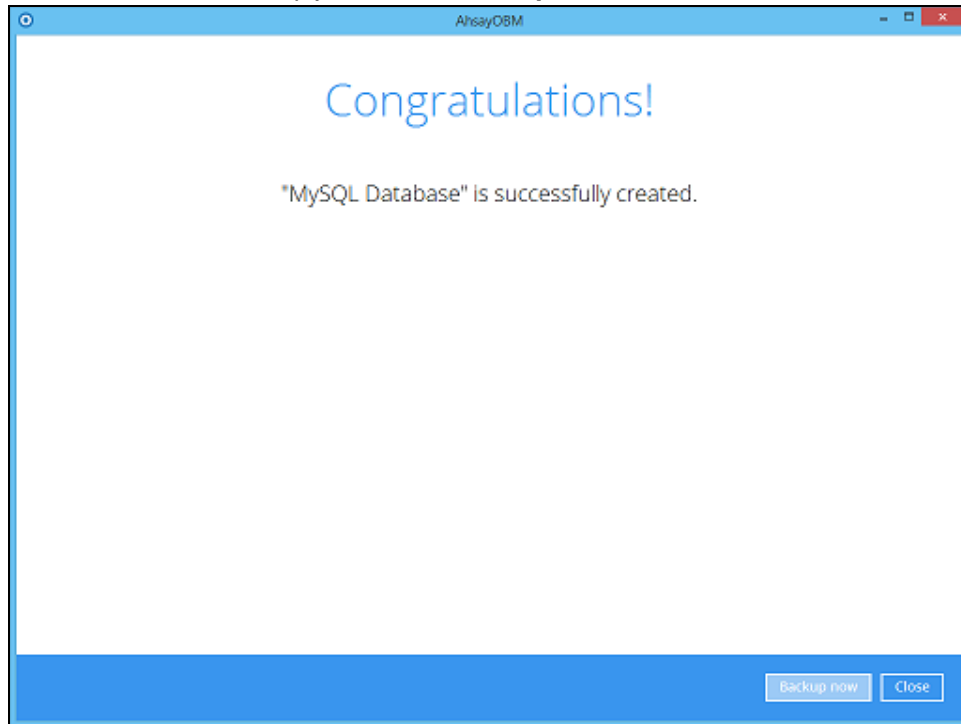 AhsayOBM
Congratulations!
"MySQL Database" is successfully created.
Backup now Close